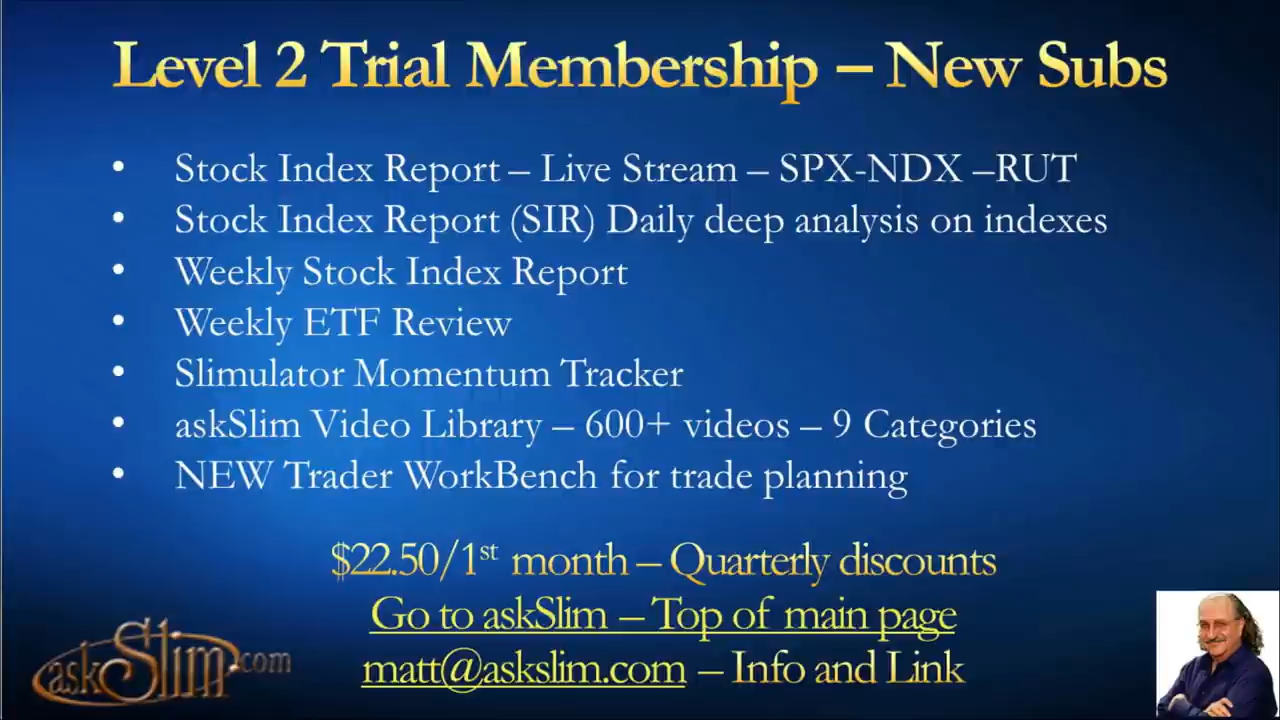 Level 2 Trial Membership – New Subs
• Stock Index Report – Live Stream – SPX-NDX –RUT
• Stock Index Report (SIR) Daily deep analysis on indexes
• Weekly Stock Index Report
• Weekly ETF Review
• Slimulator Momentum Tracker
• askSlim Video Library – 600+ videos – 9 Categories
• NEW Trader WorkBench for trade planning
$22.50/1st month – Quarterly discounts
Go to askSlim – Top of main page
matt@askslim.com – Info and Link
askSlim.com